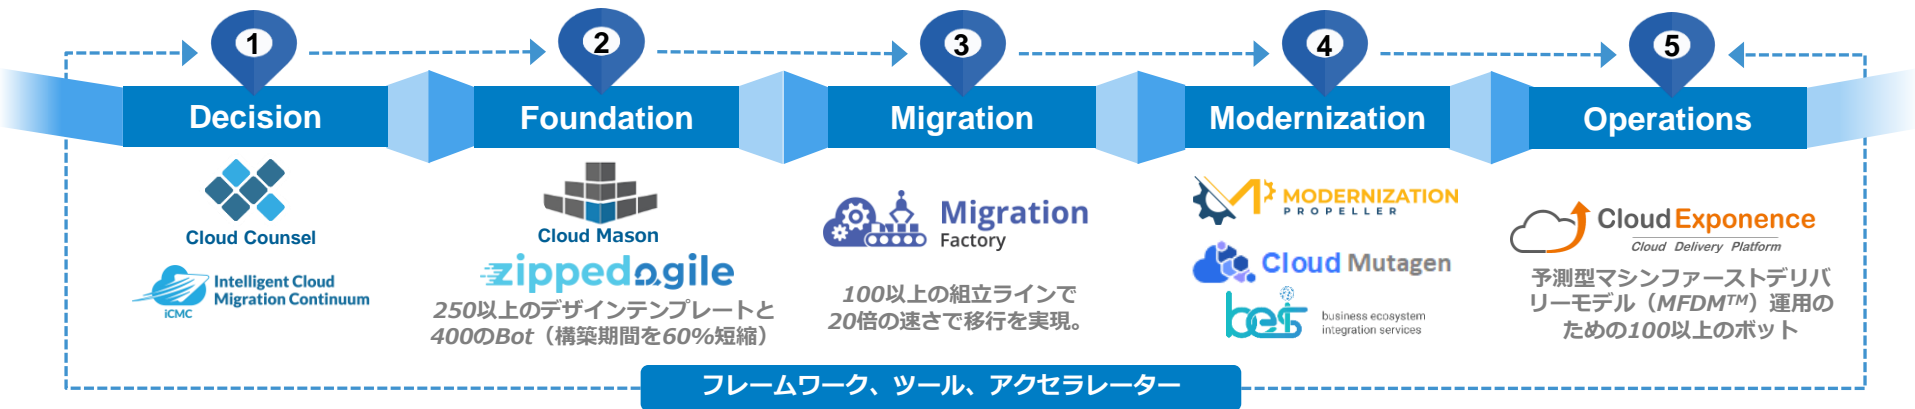 1
2
3
4
5
Decision
Foundation
Migration
Modernization
Operations
Cloud Counsel
iCMC
Intelligent Cloud
Migration Continuum
Cloud Mason
zippedagile
250以上のデザインテンプレートと
400のBot（構築期間を60%短縮）
Migration
Factory
100以上の組立ラインで
20倍の速さで移行を実現。
MODERNIZATION
PROPELLER
Cloud Mutagen
beis
business ecosystem
integration services
Cloud Exponence
Cloud Delivery Platform
予測型マシンファーストデリバ
リーモデル（MFDM™）運用の
ための100以上のボット
フレームワーク、ツール、アクセラレーター